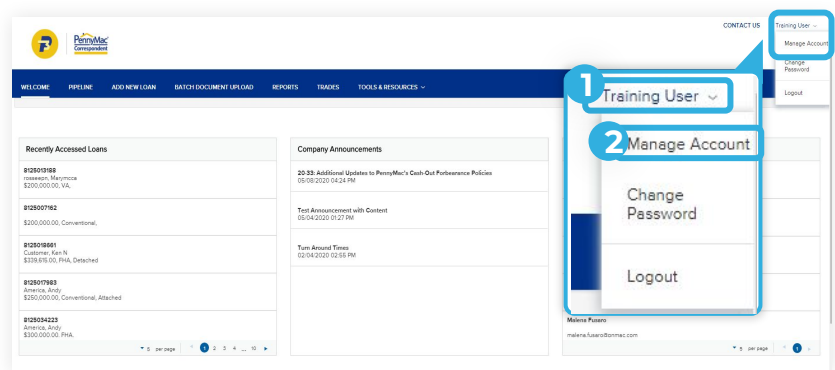 CONTACT US
Training User
Manage Account
Change
Password
Logout
P
PennyMac
Correspondent
WELCOME PIPELINE ADD NEW LOAN BATCH DOCUMENT UPLOAD REPORTS TRADES TOOLS & RESOURCES
1
Training User
2
Manage Account
Change
Password
Logout
Recently Accessed Loans
8125013188
rosseepn, Marymcca
$200,000.00, VA,
8125007162
$200,000.00, Conventional,
8125018661
Customer, Ken N
$339,615.00, FHA, Detached
8125017983
America, Andy
$250,000.00, Conventional, Attached
8125034223
America, Andy
$300,000.00, FHA,
5 per page 1 2 3 4 ... 10
Company Announcements
20-33: Additional Updates to PennyMac's Cash-Out Forbearance Policies
05/08/2020 04:24 PM
Test Announcement with Content
05/04/2020 01:27 PM
Turn Around Times
02/04/2020 02:55 PM
Malena Fusaro
malena.fusaro@pnmac.com
5 per page 1